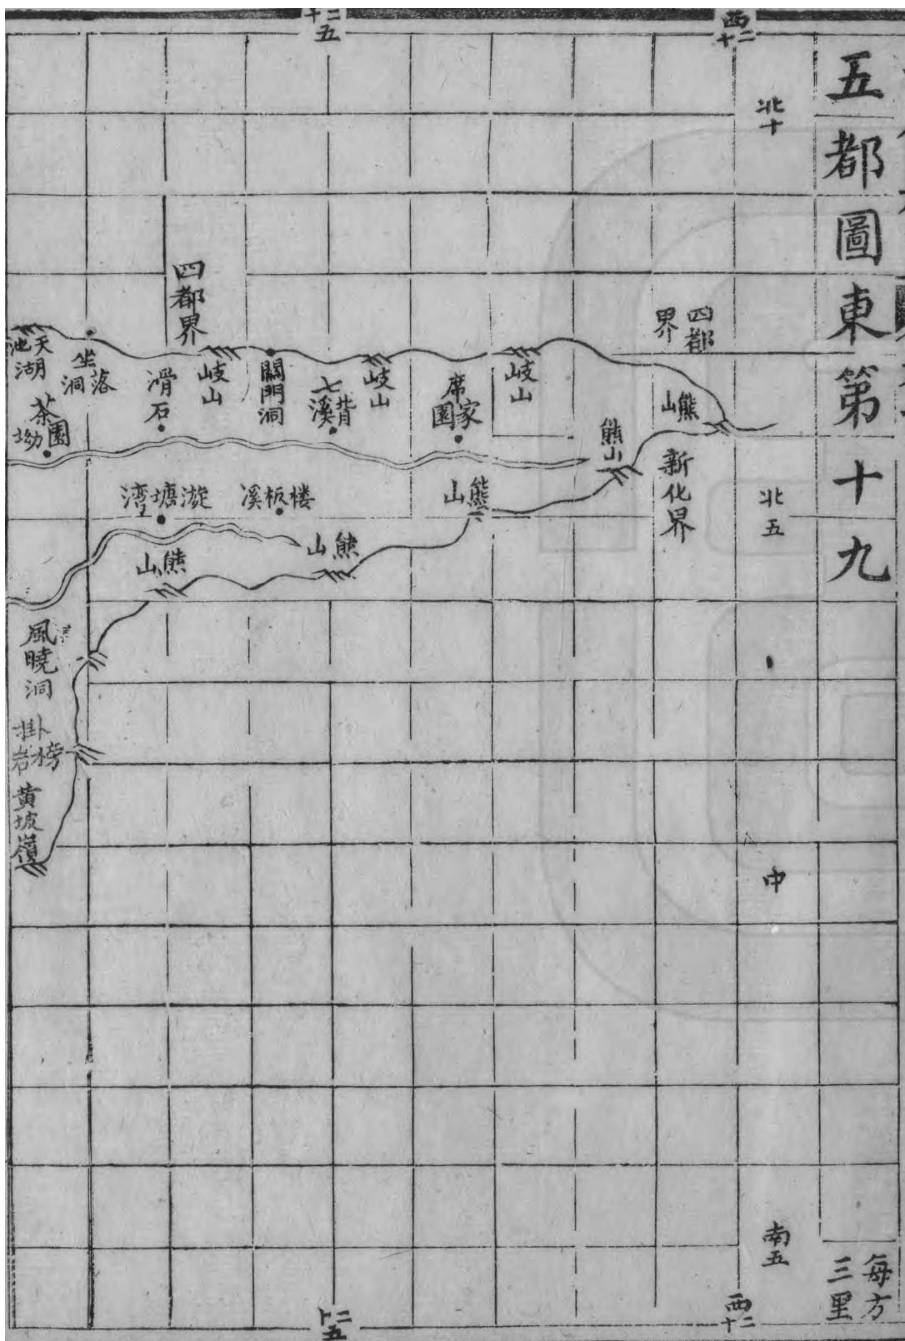 五都圖東第十九
每方
三里
西二十
北十
北五
中
南五
西二十
二十五
二十五
四都界
新化界
熊山
熊山
岐山
席家園
熊山
岐山
七溪背
楼板溪
熊山
關門洞
岐山
四都界
滑石
漩塘湾
熊山
坐落洞
天湖池
茶園坳
風曉洞
掛榜岩
黃坡嶺